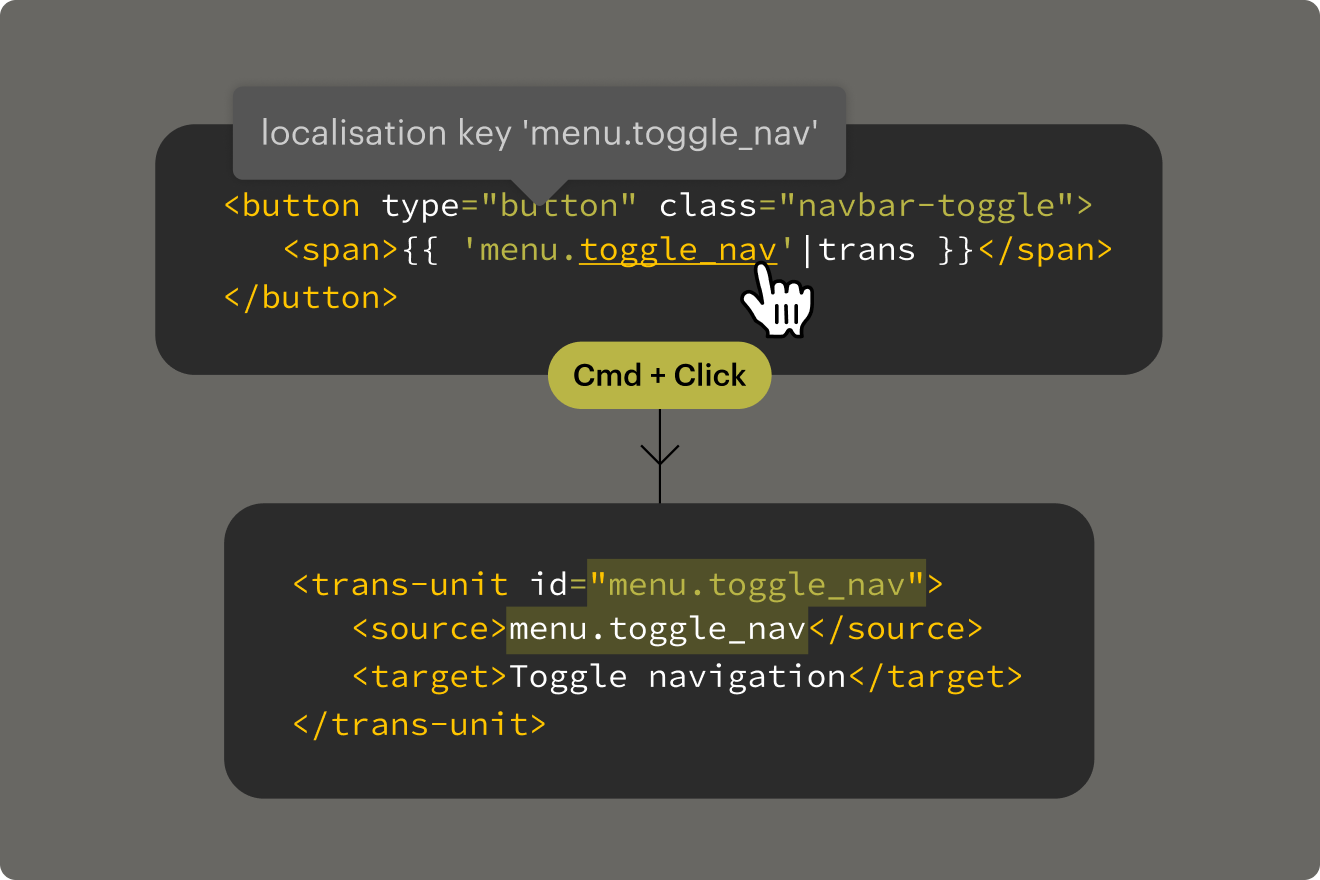 localisation key 'menu.toggle_nav'
<button type="button" class="navbar-toggle">
<span>{{ 'menu.toggle_nav'|trans }}</span>
</button>
Cmd + Click
<trans-unit id="menu.toggle_nav">
<source>menu.toggle_nav</source>
<target>Toggle navigation</target>
</trans-unit>